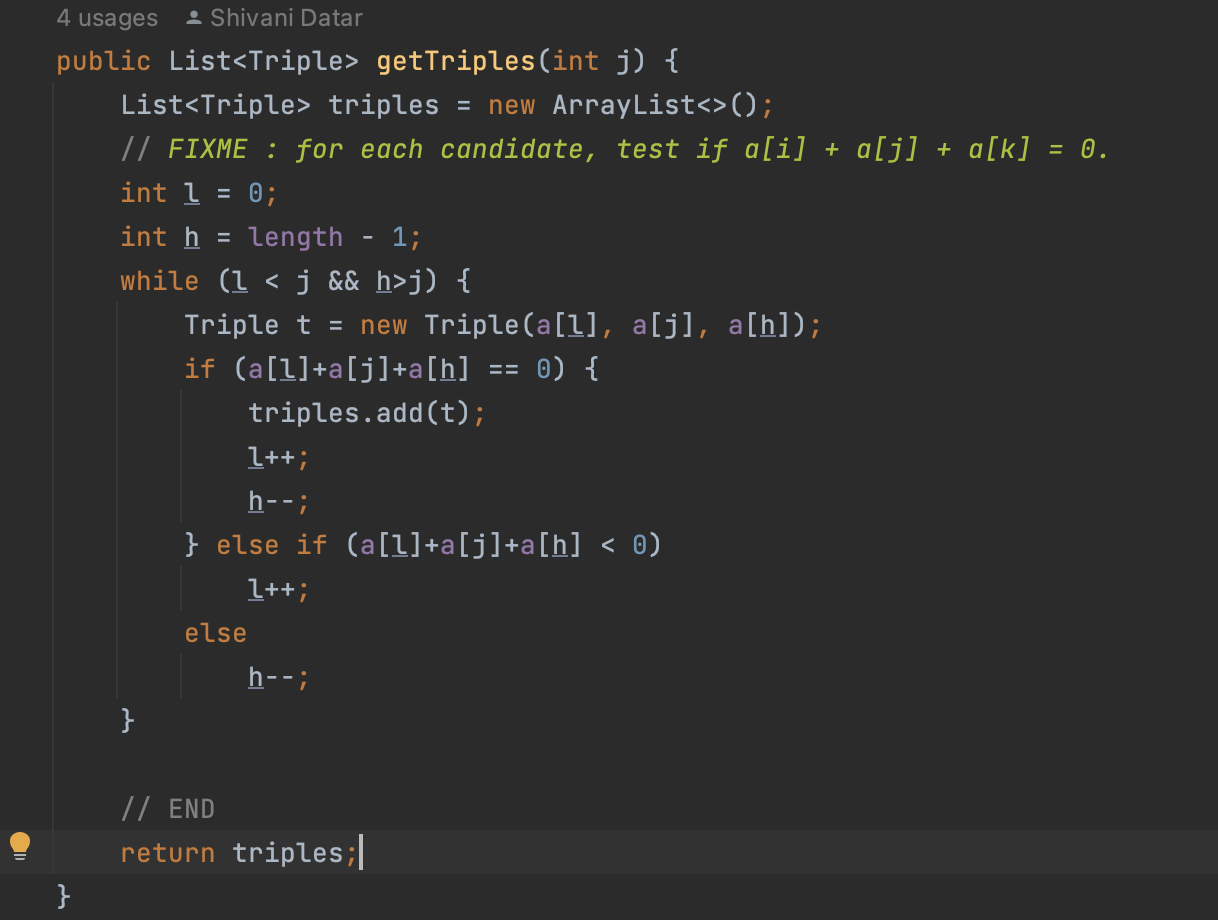 4 usages Shivani Datar
public List<Triple> getTriples(int j) {
List<Triple> triples = new ArrayList<>();
// FIXME : for each candidate, test if a[i] + a[j] + a[k] = 0.
int l = 0;
int h = length - 1;
while (l < j && h>j) {
Triple t = new Triple(a[l], a[j], a[h]);
if (a[l]+a[j]+a[h] == 0) {
triples.add(t);
l++;
h--;
} else if (a[l]+a[j]+a[h] < 0)
l++;
else
h--;
}
// END
return triples;
}